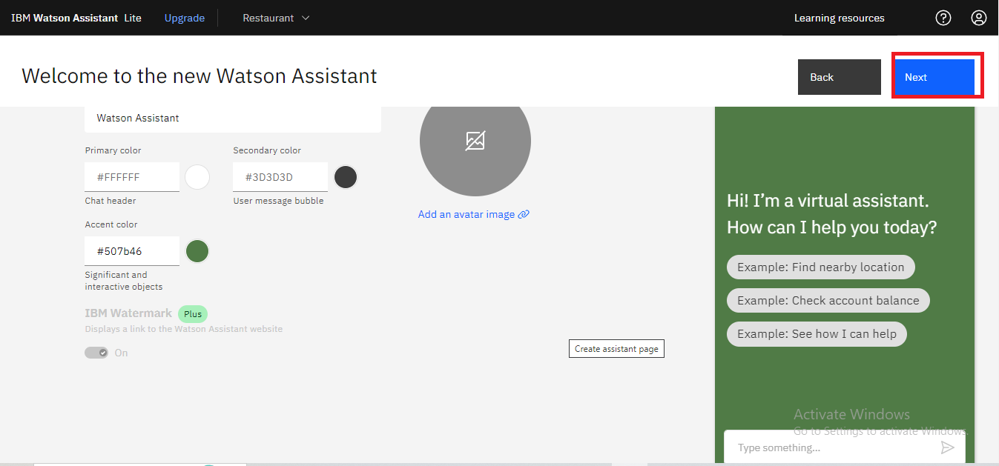 IBM Watson Assistant Lite Upgrade Restaurant Learning resources
Welcome to the new Watson Assistant
Back
Next
Watson Assistant
Primary color
#FFFFFF
Chat header
Secondary color
#3D3D3D
User message bubble
Accent color
#507b46
Significant and
interactive objects
IBM Watermark Plus
Displays a link to the Watson Assistant website
On
Add an avatar image
Create assistant page
Hi! I’m a virtual assistant.
How can I help you today?
Example: Find nearby location
Example: Check account balance
Example: See how I can help
Activate Windows
Go to Settings to activate Windows.
Type something...